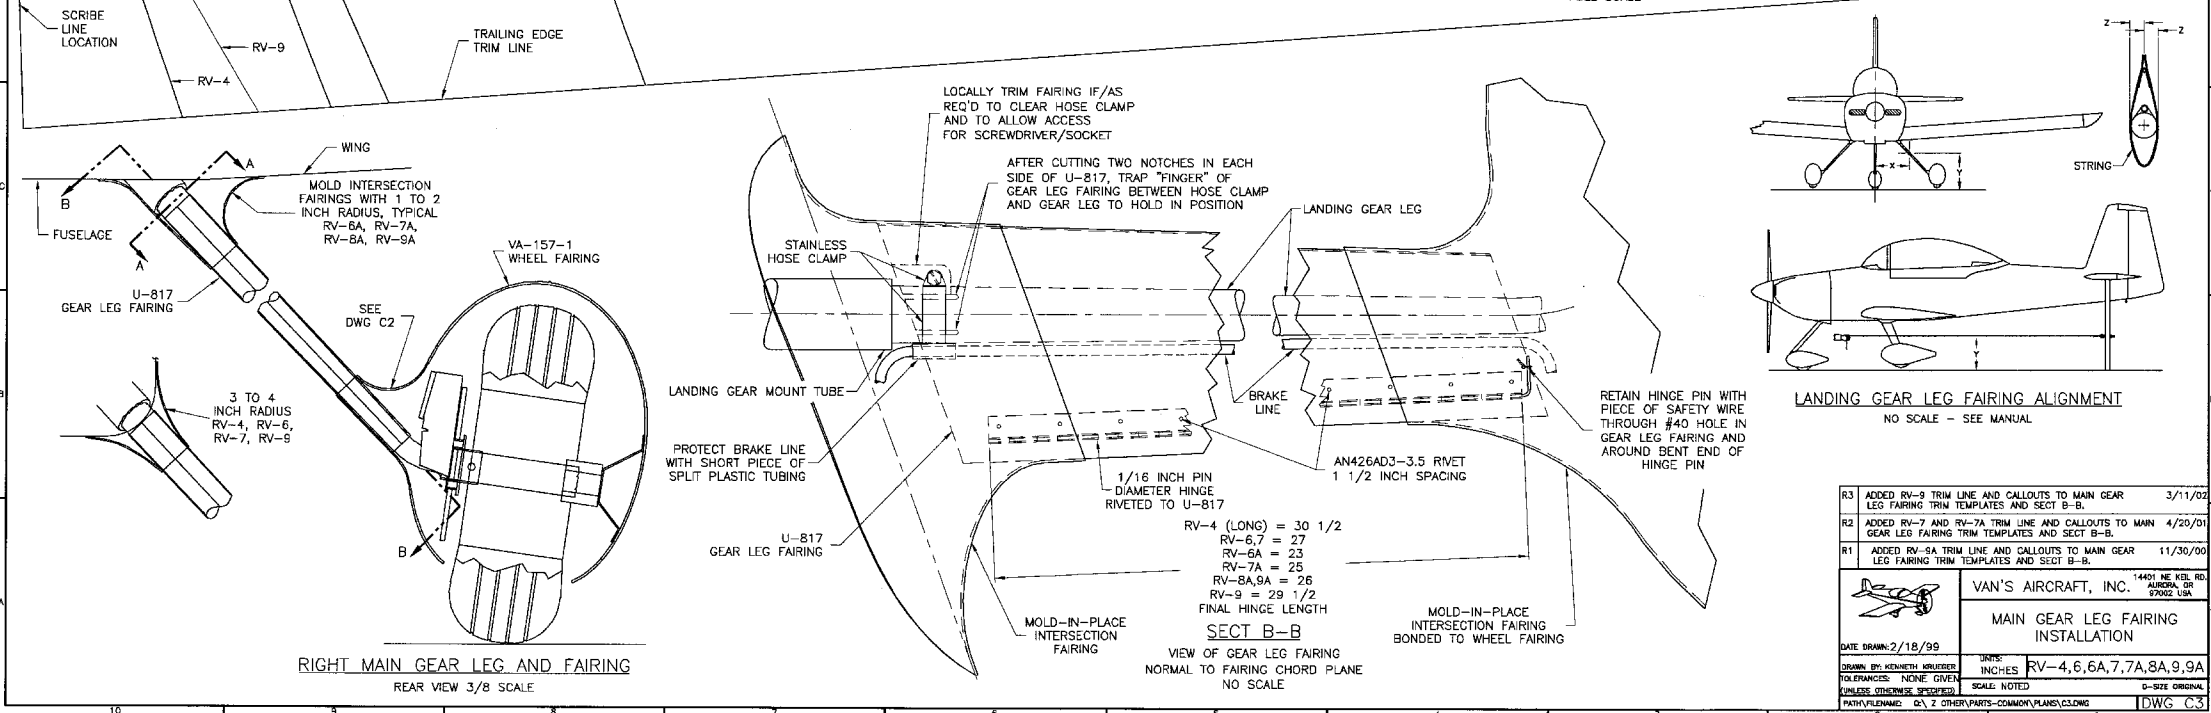 SCRIBE
LINE
LOCATION
RV-9
RV-4
TRAILING EDGE
TRIM LINE
WING
A
B
FUSELAGE
MOLD INTERSECTION
FAIRINGS WITH 1 TO 2
INCH RADIUS, TYPICAL
RV-6A, RV-7A,
RV-8A, RV-9A
A
U-817
GEAR LEG FAIRING
VA-157-1
WHEEL FAIRING
SEE
DWG C2
3 TO 4
INCH RADIUS
RV-4, RV-6,
RV-7, RV-9
B
RIGHT MAIN GEAR LEG AND FAIRING
REAR VIEW 3/8 SCALE
LOCALLY TRIM FAIRING IF/AS
REQ'D TO CLEAR HOSE CLAMP
AND TO ALLOW ACCESS
FOR SCREWDRIVER/SOCKET
AFTER CUTTING TWO NOTCHES IN EACH
SIDE OF U-817, TRAP "FINGER" OF
GEAR LEG FAIRING BETWEEN HOSE CLAMP
AND GEAR LEG TO HOLD IN POSITION
LANDING GEAR LEG
STAINLESS
HOSE CLAMP
LANDING GEAR MOUNT TUBE
PROTECT BRAKE LINE
WITH SHORT PIECE OF
SPLIT PLASTIC TUBING
U-817
GEAR LEG FAIRING
BRAKE
LINE
AN426AD3-3.5 RIVET
1 1/2 INCH SPACING
1/16 INCH PIN
DIAMETER HINGE
RIVETED TO U-817
RV-4 (LONG) = 30 1/2
RV-6,7 = 27
RV-6A = 23
RV-7A = 25
RV-8A,9A = 26
RV-9 = 29 1/2
FINAL HINGE LENGTH
MOLD-IN-PLACE
INTERSECTION
FAIRING
SECT B-B
VIEW OF GEAR LEG FAIRING
NORMAL TO FAIRING CHORD PLANE
NO SCALE
MOLD-IN-PLACE
INTERSECTION FAIRING
BONDED TO WHEEL FAIRING
RETAIN HINGE PIN WITH
PIECE OF SAFETY WIRE
THROUGH #40 HOLE IN
GEAR LEG FAIRING AND
AROUND BENT END OF
HINGE PIN
Z
Z
X
Y
STRING
Y
LANDING GEAR LEG FAIRING ALIGNMENT
NO SCALE - SEE MANUAL
R3 ADDED RV-9 TRIM LINE AND CALLOUTS TO MAIN GEAR 3/11/02
LEG FAIRING TRIM TEMPLATES AND SECT B-B.
R2 ADDED RV-7 AND RV-7A TRIM LINE AND CALLOUTS TO MAIN 4/20/01
GEAR LEG FAIRING TRIM TEMPLATES AND SECT B-B.
R1 ADDED RV-9A TRIM LINE AND CALLOUTS TO MAIN GEAR 11/30/00
LEG FAIRING TRIM TEMPLATES AND SECT B-B.
VAN'S AIRCRAFT, INC.
14401 NE KEIL RD.
AURORA, OR
97002 USA
MAIN GEAR LEG FAIRING
INSTALLATION
DATE DRAWN: 2/18/99
DRAWN BY: KENNETH KRUEGER
UNITS:
INCHES
RV-4,6,6A,7,7A,8A,9,9A
TOLERANCES: NONE GIVEN
(UNLESS OTHERWISE SPECIFIED)
SCALE: NOTED
D-SIZE ORIGINAL
PATH\FILENAME: G:\ Z OTHER\PARTS-COMMON\PLANS\C3.DWG
DWG C3